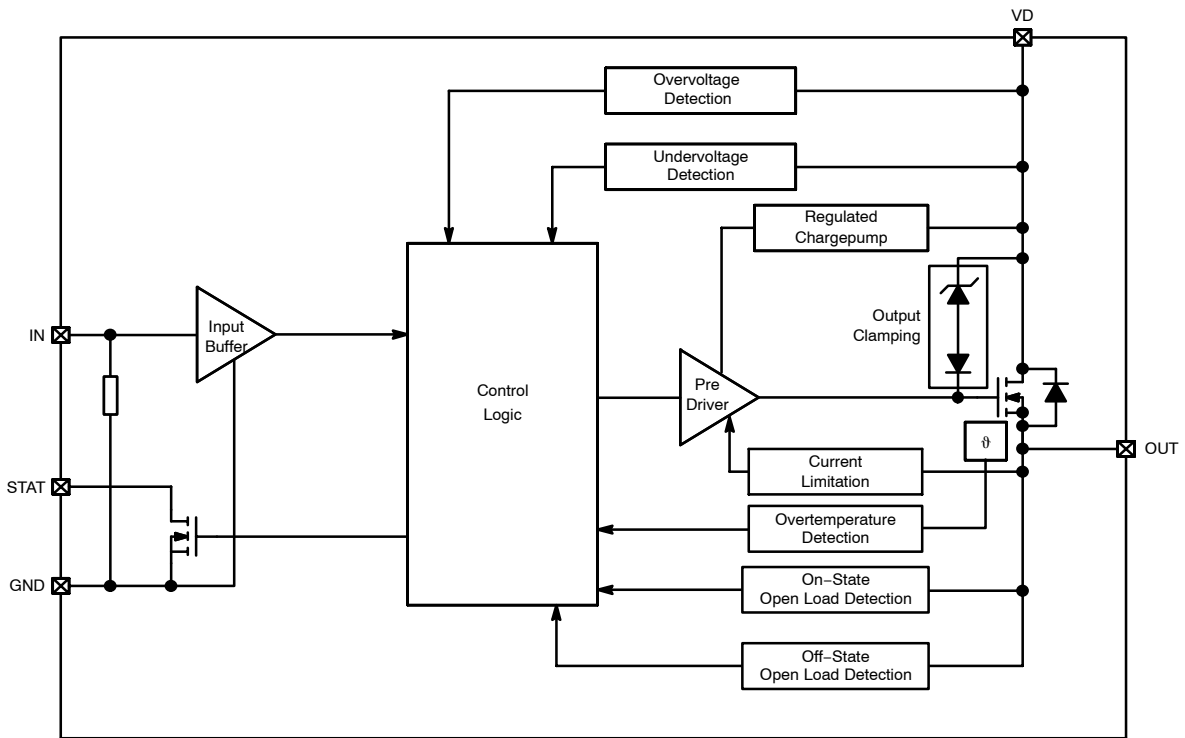 VD
Overvoltage
Detection
Undervoltage
Detection
Regulated
Chargepump
Output
Clamping
IN
Input
Buffer
Control
Logic
Pre
Driver
ϑ
OUT
Current
Limitation
STAT
Overtemperature
Detection
GND
On−State
Open Load Detection
Off−State
Open Load Detection